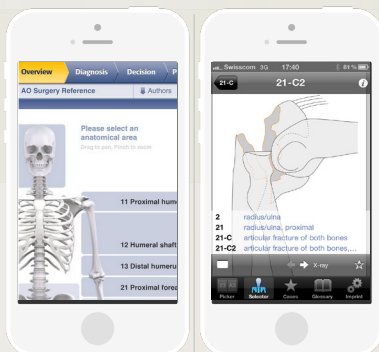 Overview Diagnosis Decision P
AO Surgery Reference Authors
Please select an
anatomical area
Drag to pan, Pinch to zoom
11 Proximal hume
12 Humeral shaft
13 Distal humeru
21 Proximal forea
Swisscom 3G 17:40 61%
21-C 21-C2
2 radius/ulna
21 radius/ulna, proximal
21-C articular fracture of both bones
21-C2 articular fracture of both bones,...
X-ray
Picker Selector Cases Glossary Imprint